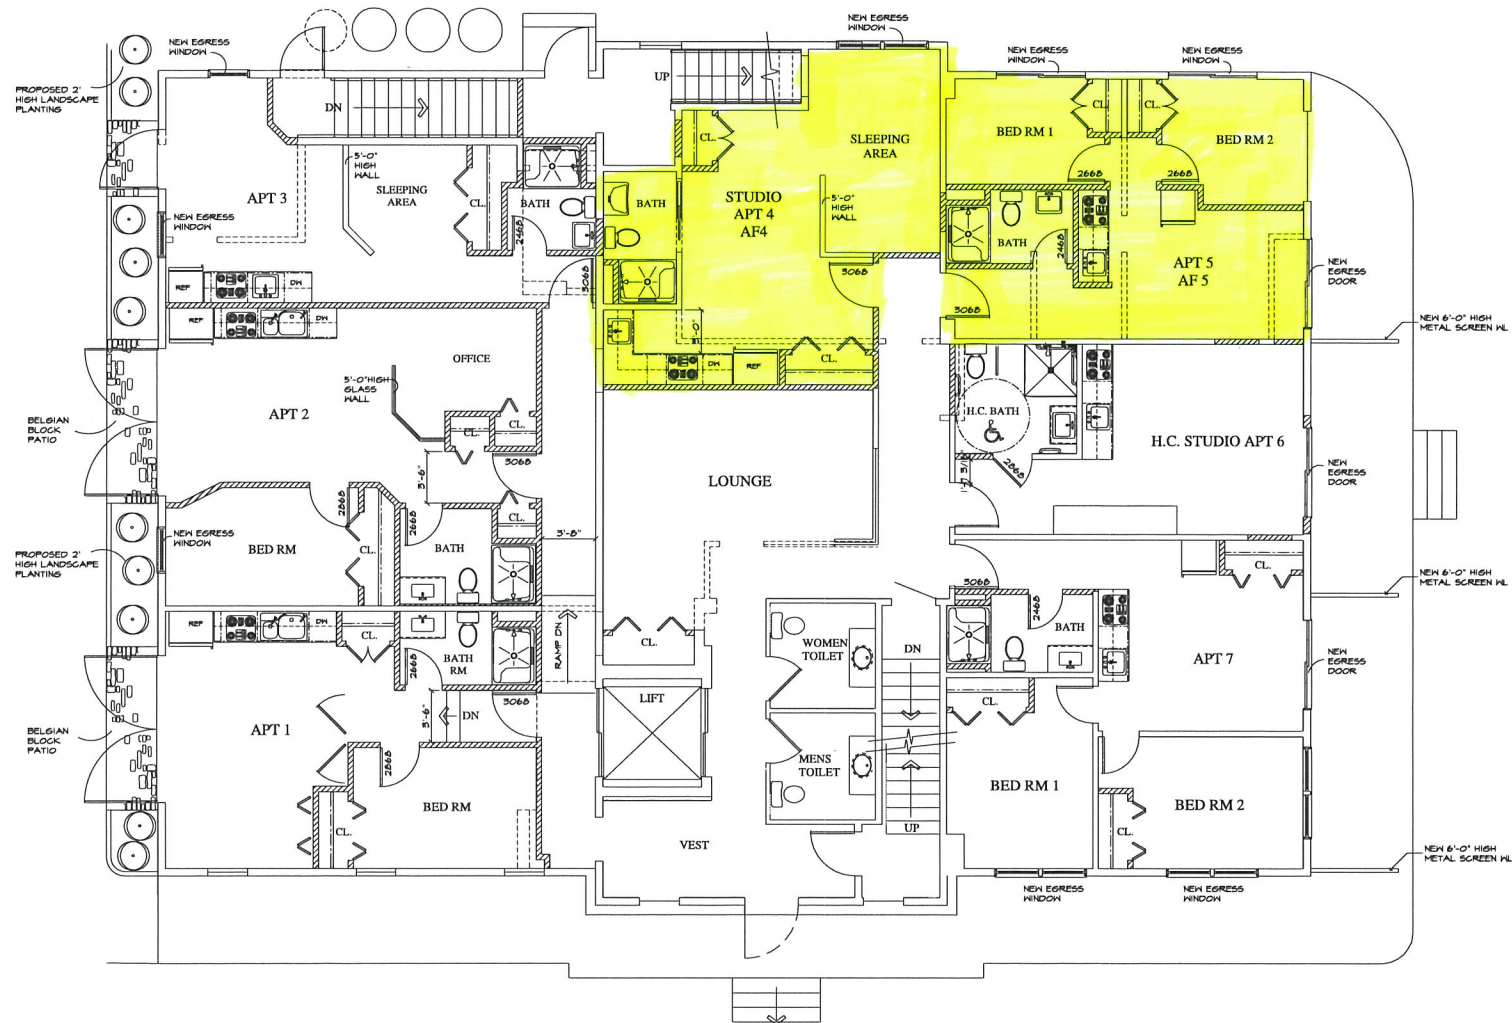 NEW EGRESS
WINDOW
NEW EGRESS
WINDOW
NEW EGRESS
WINDOW
NEW EGRESS
WINDOW
PROPOSED 2'
HIGH LANDSCAPE
PLANTING
DN
UP
CL.
CL.
CL.
BED RM 1
BED RM 2
SLEEPING
AREA
5'-0"
HIGH
WALL
SLEEPING
AREA
APT 3
CL.
BATH
2468
BATH
STUDIO
APT 4
AF4
5'-0"
HIGH
WALL
2668
2668
NEW EGRESS
WINDOW
BATH
2468
APT 5
AF 5
NEW
EGRESS
DOOR
REF
DW
3068
3068
3068
REF
DW
NEW 6'-0" HIGH
METAL SCREEN WL
OFFICE
5'-0"HIGH
GLASS
WALL
DW
REF
CL.
APT 2
BELGIAN
BLOCK
PATIO
CL.
CL.
3068
3'-6"
H.C. BATH
2868
H.C. STUDIO APT 6
NEW
EGRESS
DOOR
LOUNGE
2868
CL.
2668
CL.
3'-8"
NEW EGRESS
WINDOW
BED RM
BATH
PROPOSED 2'
HIGH LANDSCAPE
PLANTING
3068
CL.
NEW 6'-0" HIGH
METAL SCREEN WL
REF
DW
CL.
BATH
RM
2668
RAMP DN
CL.
WOMEN
TOILET
DN
2468
BATH
APT 7
NEW
EGRESS
DOOR
LIFT
3'-6"
DN
3068
APT 1
BELGIAN
BLOCK
PATIO
CL.
2868
MENS
TOILET
BED RM 1
BED RM 2
BED RM
CL.
CL.
UP
VEST
NEW 6'-0" HIGH
METAL SCREEN WL
NEW EGRESS
WINDOW
NEW EGRESS
WINDOW